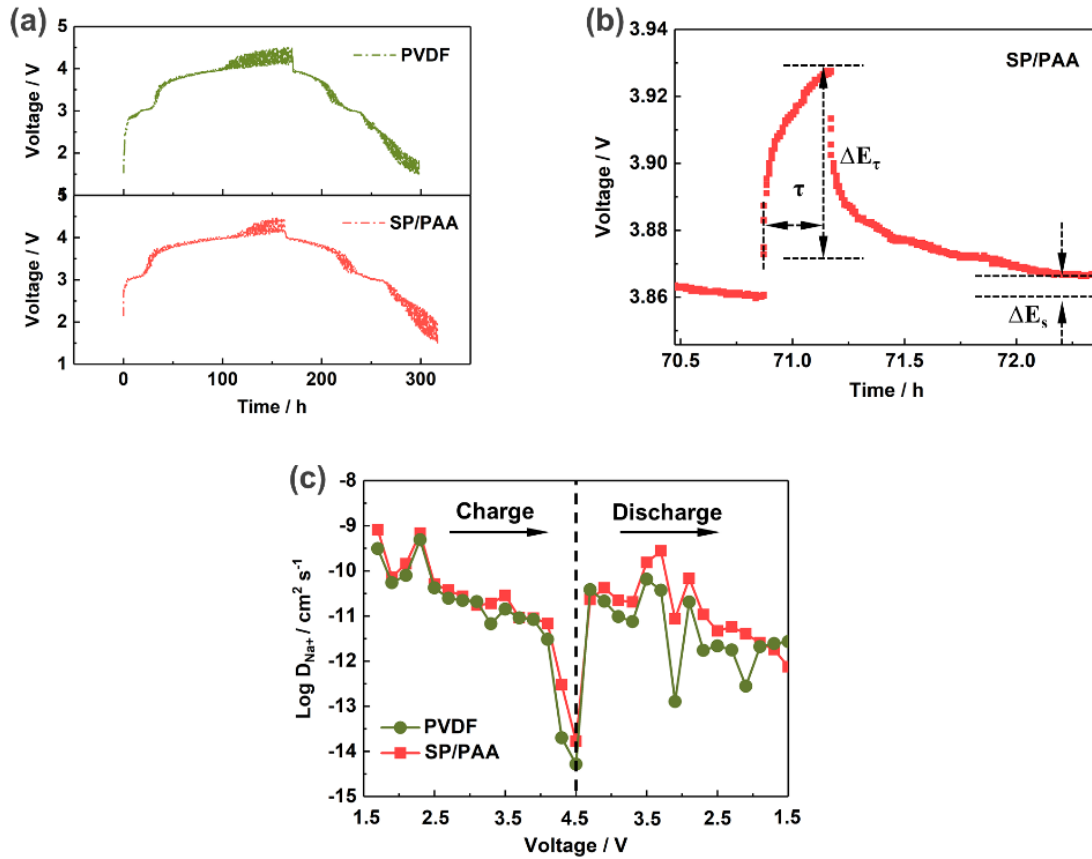 (a)
5
4
3
2
5
4
3
2
1
Voltage / V
Voltage / V
PVDF
SP/PAA
0
100
200
300
Time / h
(b)
SP/PAA
3.94
3.92
3.90
3.88
3.86
Voltage / V
ΔEτ
τ
ΔEs
70.5
71.0
71.5
72.0
Time / h
(c)
-8
-9
-10
-11
-12
-13
-14
-15
Log DNa+ / cm2 s-1
Charge
Discharge
PVDF
SP/PAA
1.5
2.5
3.5
4.5
3.5
2.5
1.5
Voltage / V